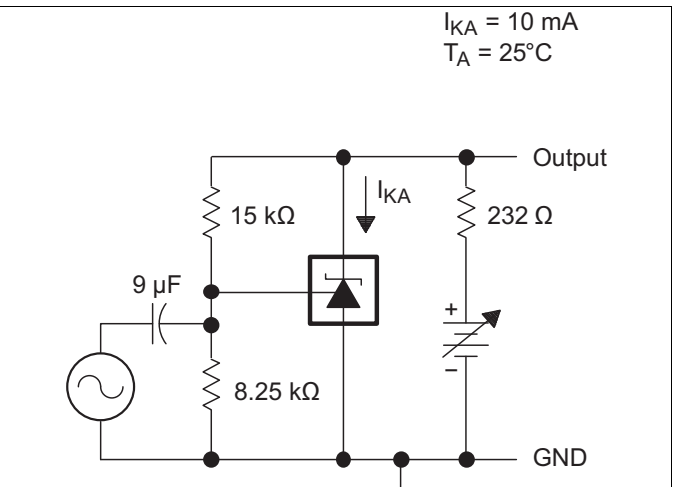 I_KA = 10 mA
T_A = 25°C
Output
I_KA
15 kΩ
232 Ω
9 µF
+
−
8.25 kΩ
GND